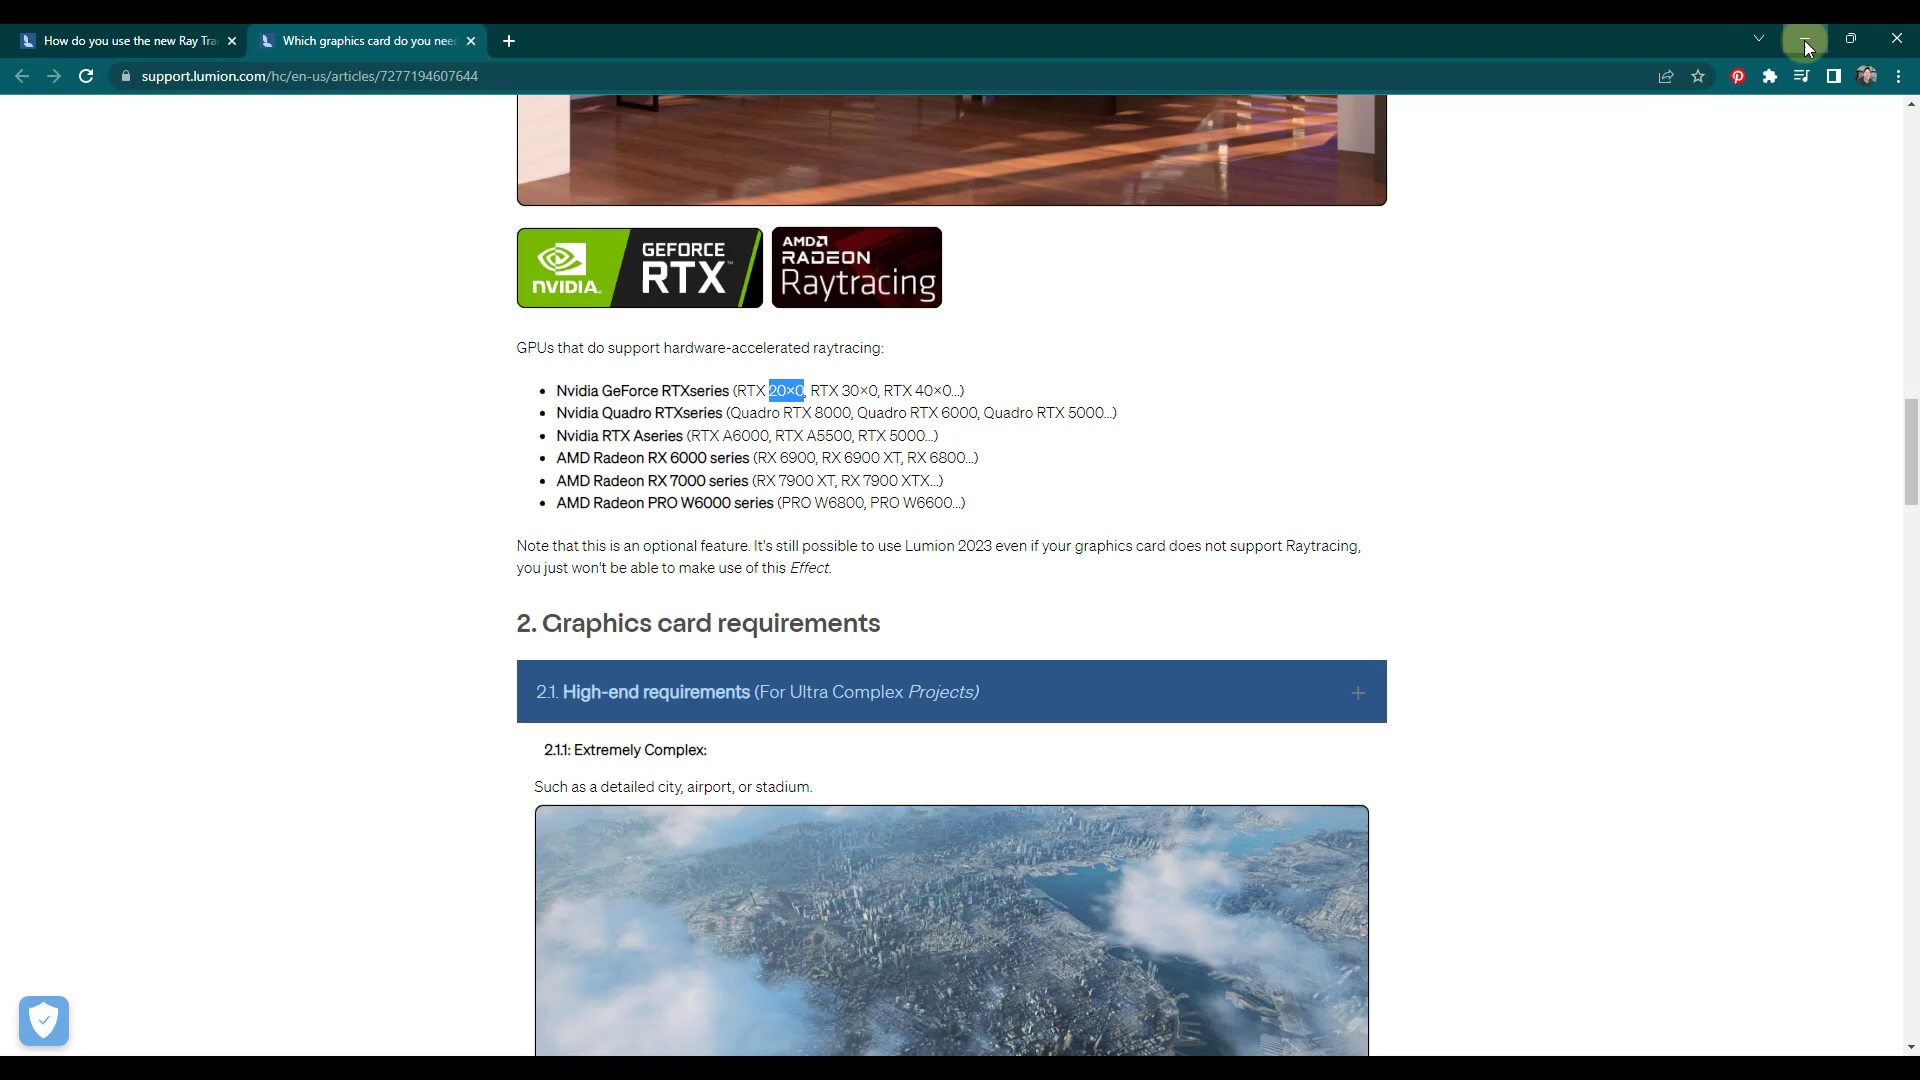 How do you use the new Ray Tra
Which graphics card do you nee
support.lumion.com/hc/en-us/articles/7277194607644
NVIDIA.
GEFORCE
RTX™
AMD
RADEON
Raytracing
GPUs that do support hardware-accelerated raytracing:
• Nvidia GeForce RTXseries (RTX 20×0, RTX 30×0, RTX 40×0...)
• Nvidia Quadro RTXseries (Quadro RTX 8000, Quadro RTX 6000, Quadro RTX 5000...)
• Nvidia RTX Aseries (RTX A6000, RTX A5500, RTX 5000...)
• AMD Radeon RX 6000 series (RX 6900, RX 6900 XT, RX 6800...)
• AMD Radeon RX 7000 series (RX 7900 XT, RX 7900 XTX...)
• AMD Radeon PRO W6000 series (PRO W6800, PRO W6600...)
Note that this is an optional feature. It's still possible to use Lumion 2023 even if your graphics card does not support Raytracing,
you just won't be able to make use of this Effect.
2. Graphics card requirements
2.1. High-end requirements (For Ultra Complex Projects)
2.1.1: Extremely Complex:
Such as a detailed city, airport, or stadium.